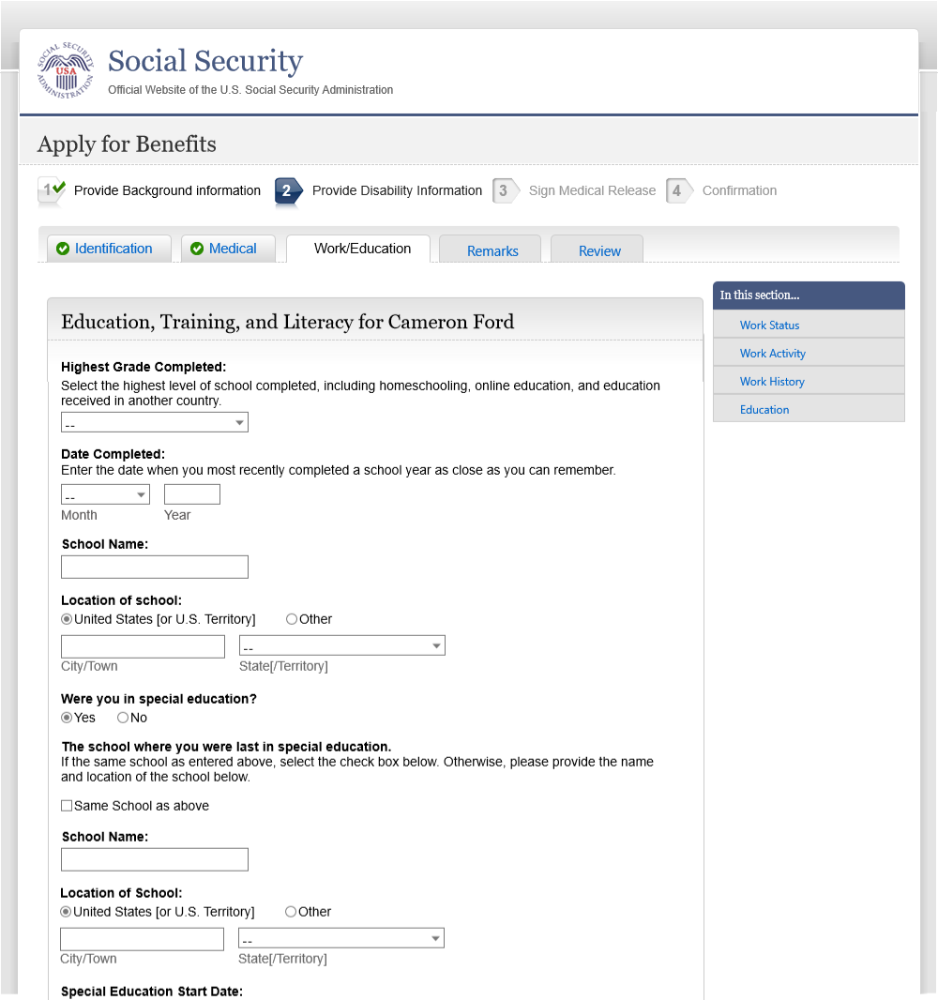 SOCIAL SECURITY ADMINISTRATION
USA
Social Security
Official Website of the U.S. Social Security Administration
Apply for Benefits
1 Provide Background information 2 Provide Disability Information 3 Sign Medical Release 4 Confirmation
Identification Medical Work/Education Remarks Review
In this section...
Work Status
Work Activity
Work History
Education
Education, Training, and Literacy for Cameron Ford
Highest Grade Completed:
Select the highest level of school completed, including homeschooling, online education, and education
received in another country.
--
Date Completed:
Enter the date when you most recently completed a school year as close as you can remember.
--
Month Year
School Name:
Location of school:
United States [or U.S. Territory] Other
--
City/Town State[/Territory]
Were you in special education?
Yes No
The school where you were last in special education.
If the same school as entered above, select the check box below. Otherwise, please provide the name
and location of the school below.
Same School as above
School Name:
Location of School:
United States [or U.S. Territory] Other
--
City/Town State[/Territory]
Special Education Start Date: